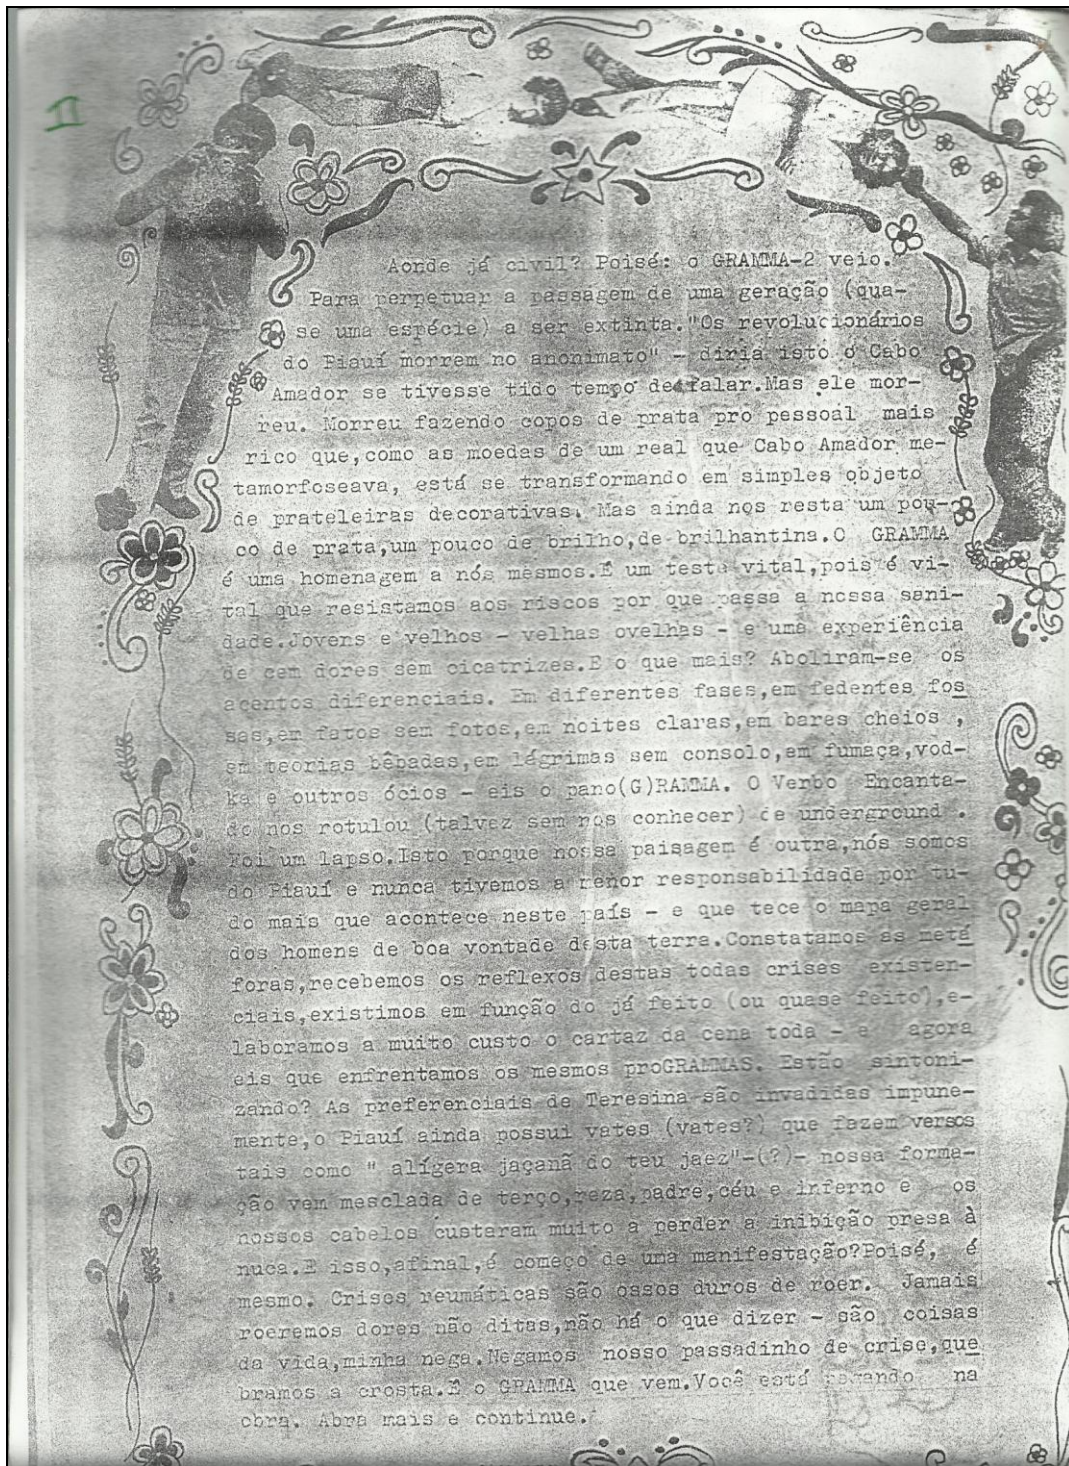 II
Aonde já civil? Poisé: o GRAMMA-2 veio.
Para perpetuar a passagem de uma geração (qua-
se uma espécie) a ser extinta."Os revolucionários
do Piauí morrem no anonimato" - diria isto o Cabo
Amador se tivesse tido tempo de falar.Mas ele mor-
reu. Morreu fazendo copos de prata pro pessoal mais
rico que,como as moedas de um real que Cabo Amador me-
tamorfoseava, está se transformando em simples objeto
de prateleiras decorativas. Mas ainda nos resta um pou-
co de prata,um pouco de brilho,de brilhantina.O GRAMMA
é uma homenagem a nós mesmos.É um teste vital,pois é vi-
tal que resistamos aos riscos por que passa a nossa sani-
dade.Jovens e velhos - velhas ovelhas - e uma experiência
de cem dores sem cicatrizes.E o que mais? Aboliram-se os
acentos diferenciais. Em diferentes fases,em fedentes fos
sas,em fatos sem fotos,em noites claras,em bares cheios ,
em teorias bêbadas,em lágrimas sem consolo,em fumaça,vod-
ka e outros ócios - eis o pano(G)RAMMA. O Verbo Encanta-
do nos rotulou (talvez sem nos conhecer) de underground .
Foi um lapso.Isto porque nossa paisagem é outra,nós somos
do Piauí e nunca tivemos a menor responsabilidade por tu-
do mais que acontece neste país - e que tece o mapa geral
dos homens de boa vontade desta terra.Constatamos as metá
foras,recebemos os reflexos destas todas crises existen-
ciais,existimos em função do já feito (ou quase feito),e-
laboramos a muito custo o cartaz da cena toda - e agora
eis que enfrentamos os mesmos proGRAMMAS. Estão sintoni-
zando? As preferenciais de Teresina são invadidas impune-
mente,o Piauí ainda possui vates (vates?) que fazem versos
tais como " alígera jaçanã do teu jaez"-(?)- nossa forma-
ção vem mesclada de terço,reza,padre,céu e inferno e os
nossos cabelos custaram muito a perder a inibição presa à
nuca.E isso,afinal,é começo de uma manifestação?Poisé, é
mesmo. Crises reumáticas são ossos duros de roer. Jamais
roeremos dores não ditas,não há o que dizer - são coisas
da vida,minha nega.Negamos nosso passadinho de crise,que
bramos a crosta.É o GRAMMA que vem.Você está na
obra. Abra mais e continue.